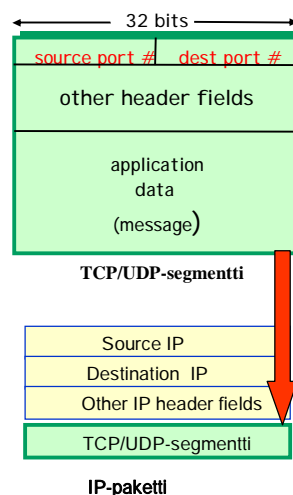 32 bits
source port # dest port #
other header fields
application
data
(message)
TCP/UDP-segmentti
Source IP
Destination IP
Other IP header fields
TCP/UDP-segmentti
IP-paketti